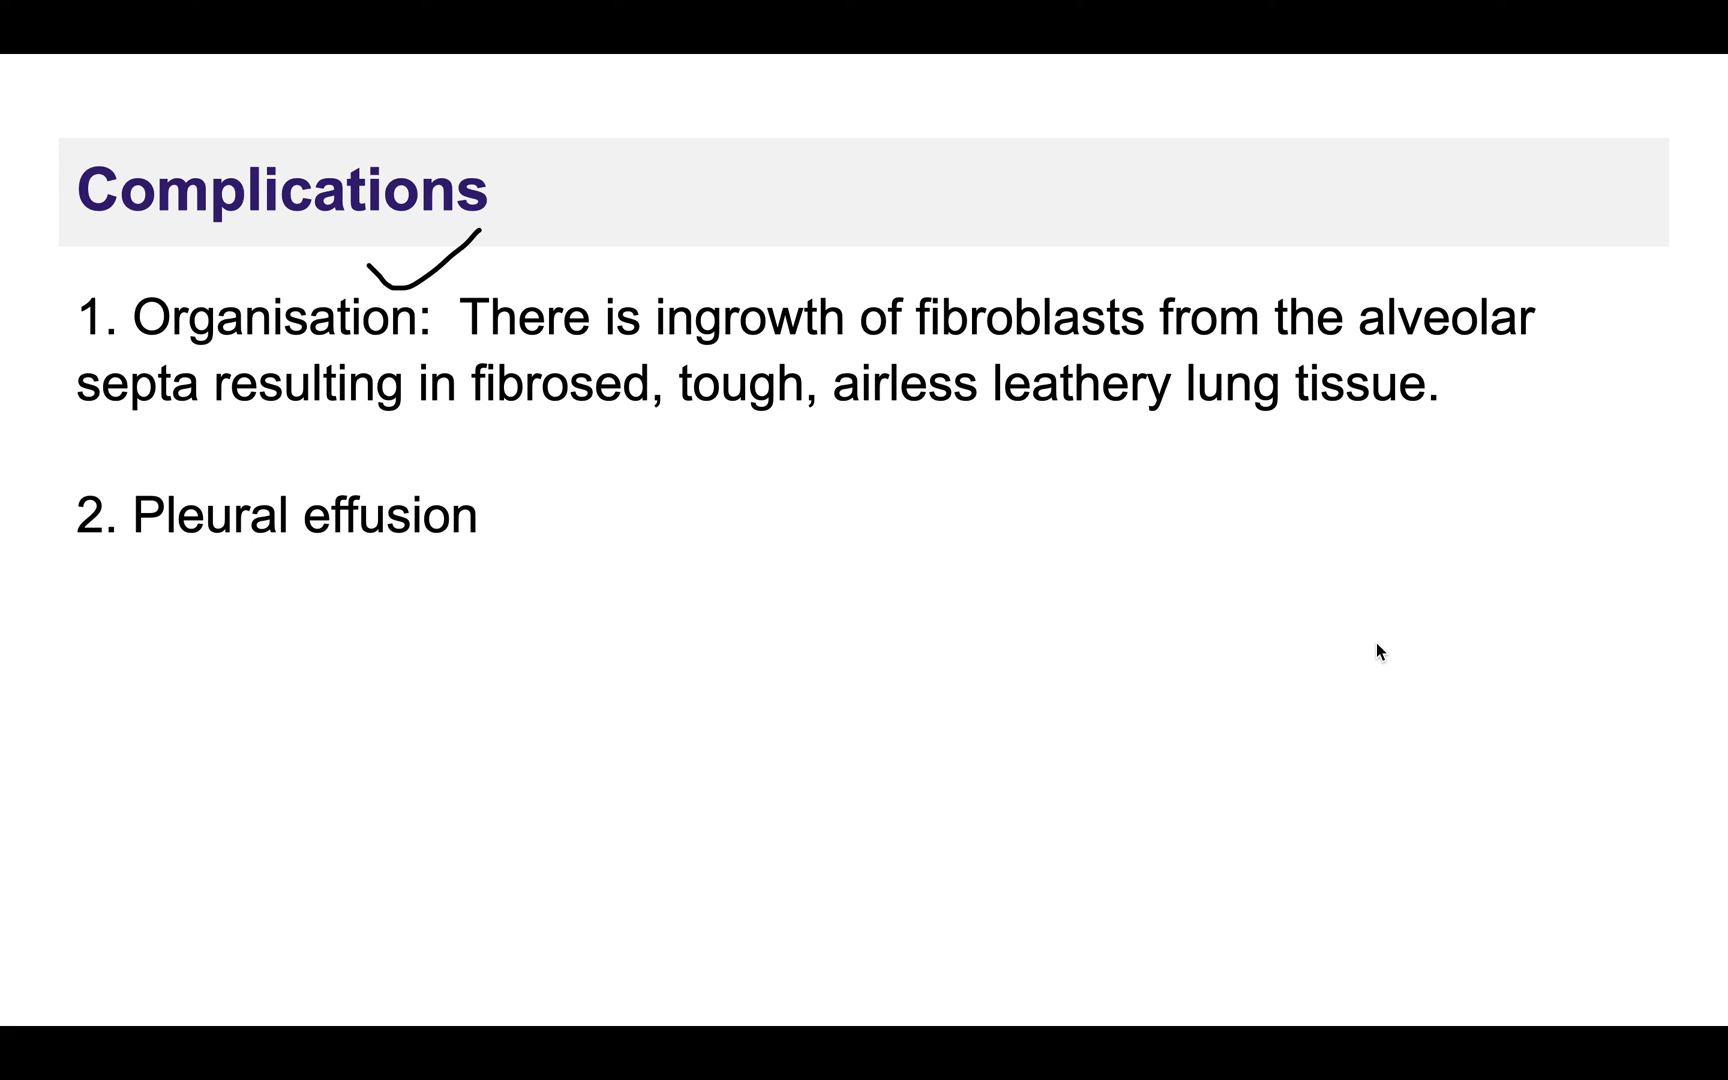 Complications
1. Organisation:  There is ingrowth of fibroblasts from the alveolar
septa resulting in fibrosed, tough, airless leathery lung tissue.
2. Pleural effusion